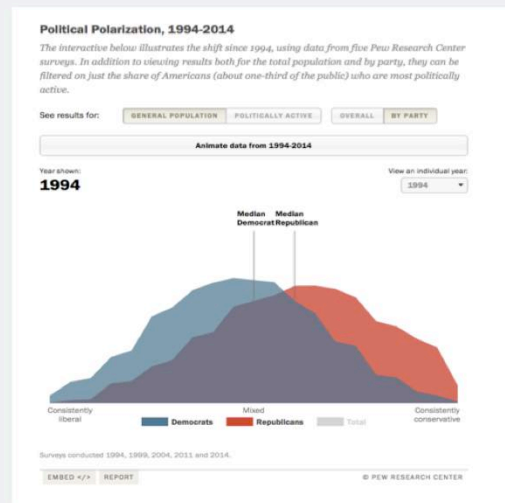 Political Polarization, 1994-2014
The interactive below illustrates the shift since 1994, using data from five Pew Research Center
surveys. In addition to viewing results both for the total population and by party, they can be
filtered on just the share of Americans (about one-third of the public) who are most politically
active.
See results for: GENERAL POPULATION POLITICALLY ACTIVE OVERALL BY PARTY
Animate data from 1994-2014
Year shown: View an individual year:
1994 1994
Median Median
Democrat Republican
Consistently Mixed Consistently
liberal conservative
Democrats Republicans Total
Surveys conducted 1994, 1999, 2004, 2011 and 2014.
EMBED </> REPORT © PEW RESEARCH CENTER